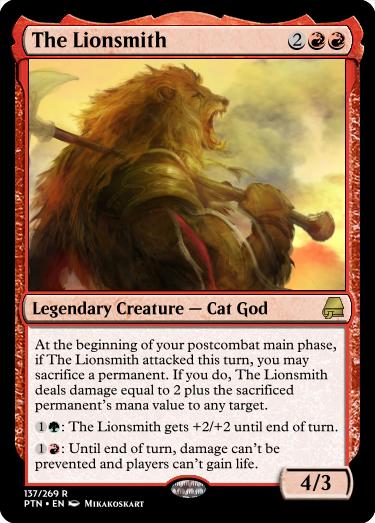 The Lionsmith 2
Legendary Creature — Cat God
At the beginning of your postcombat main phase,
if The Lionsmith attacked this turn, you may
sacrifice a permanent. If you do, The Lionsmith
deals damage equal to 2 plus the sacrificed
permanent's mana value to any target.
1: The Lionsmith gets +2/+2 until end of turn.
1: Until end of turn, damage can't be
prevented and players can't gain life.
4/3
137/269 R
PTN • EN Mikakoskart